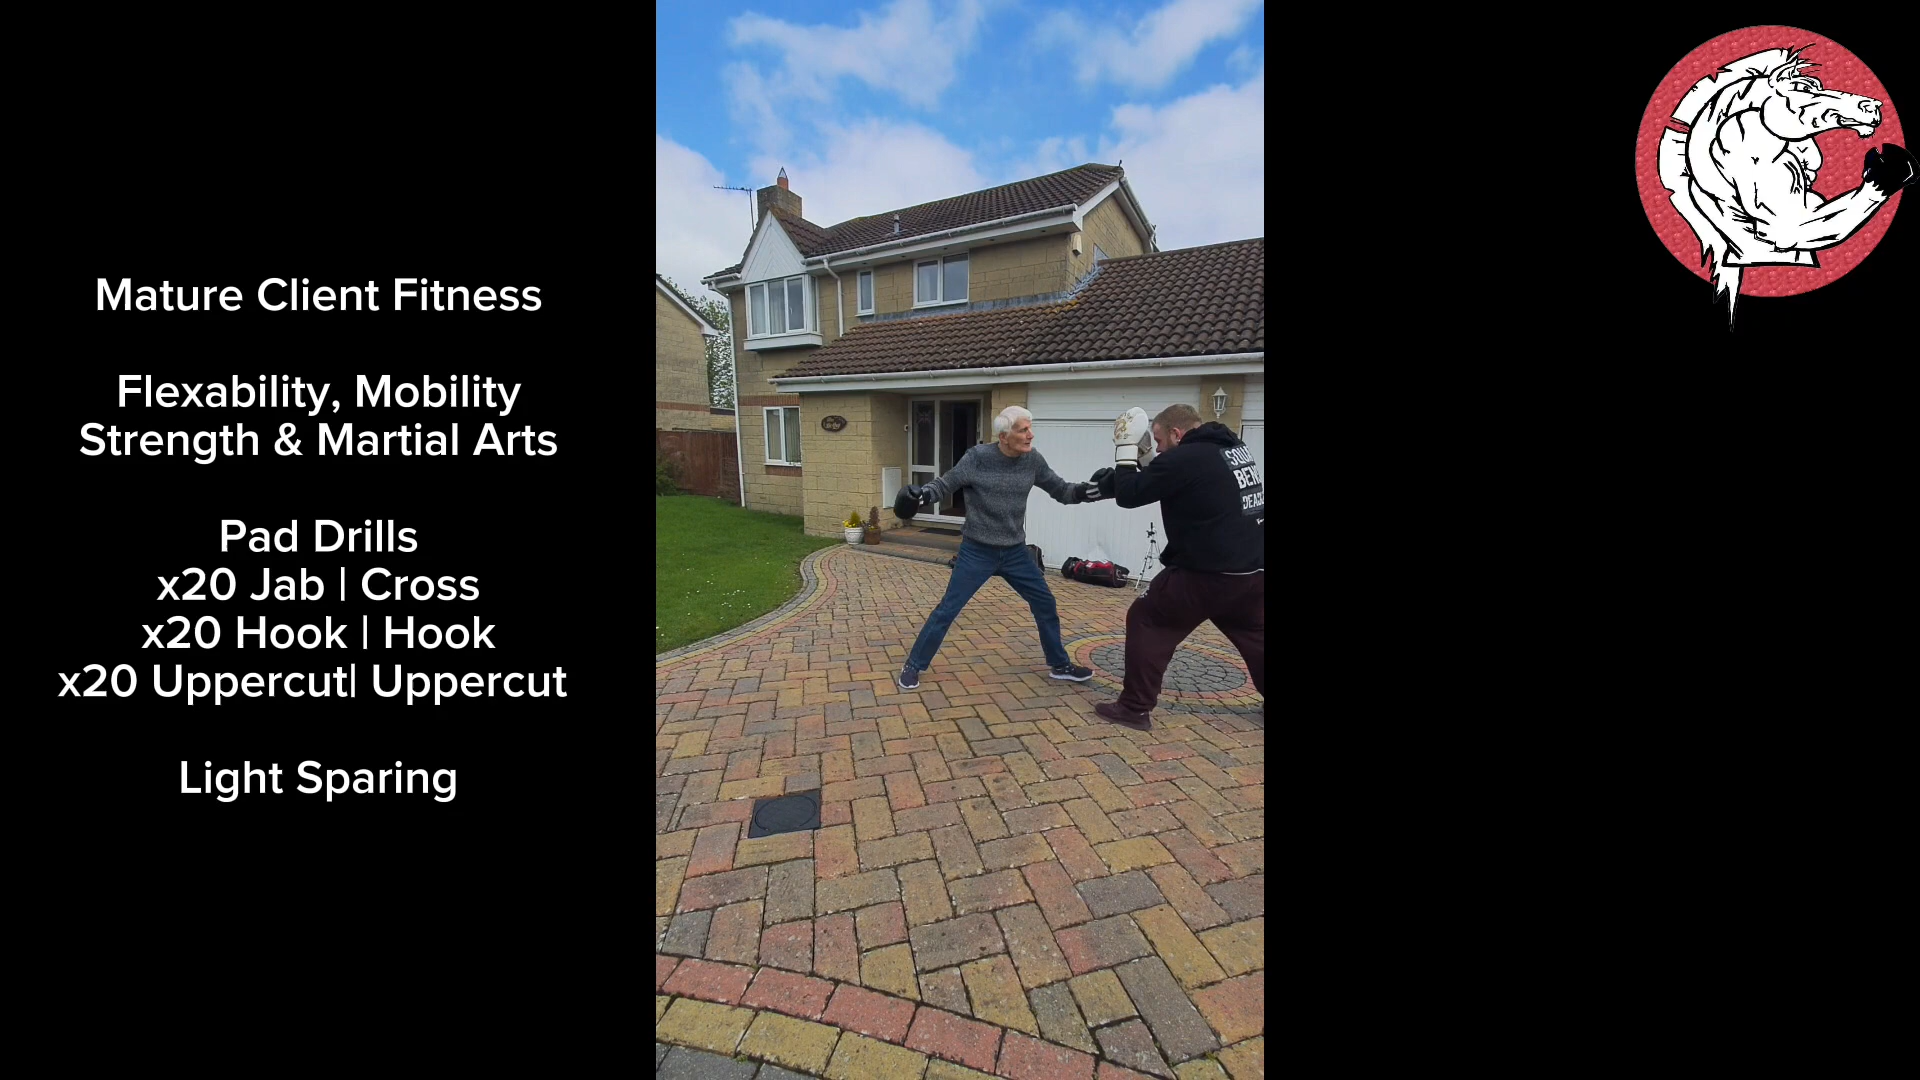 Mature Client Fitness
Flexability, Mobility
Strength & Martial Arts
Pad Drills
x20 Jab | Cross
x20 Hook | Hook
x20 Uppercut| Uppercut
Light Sparing